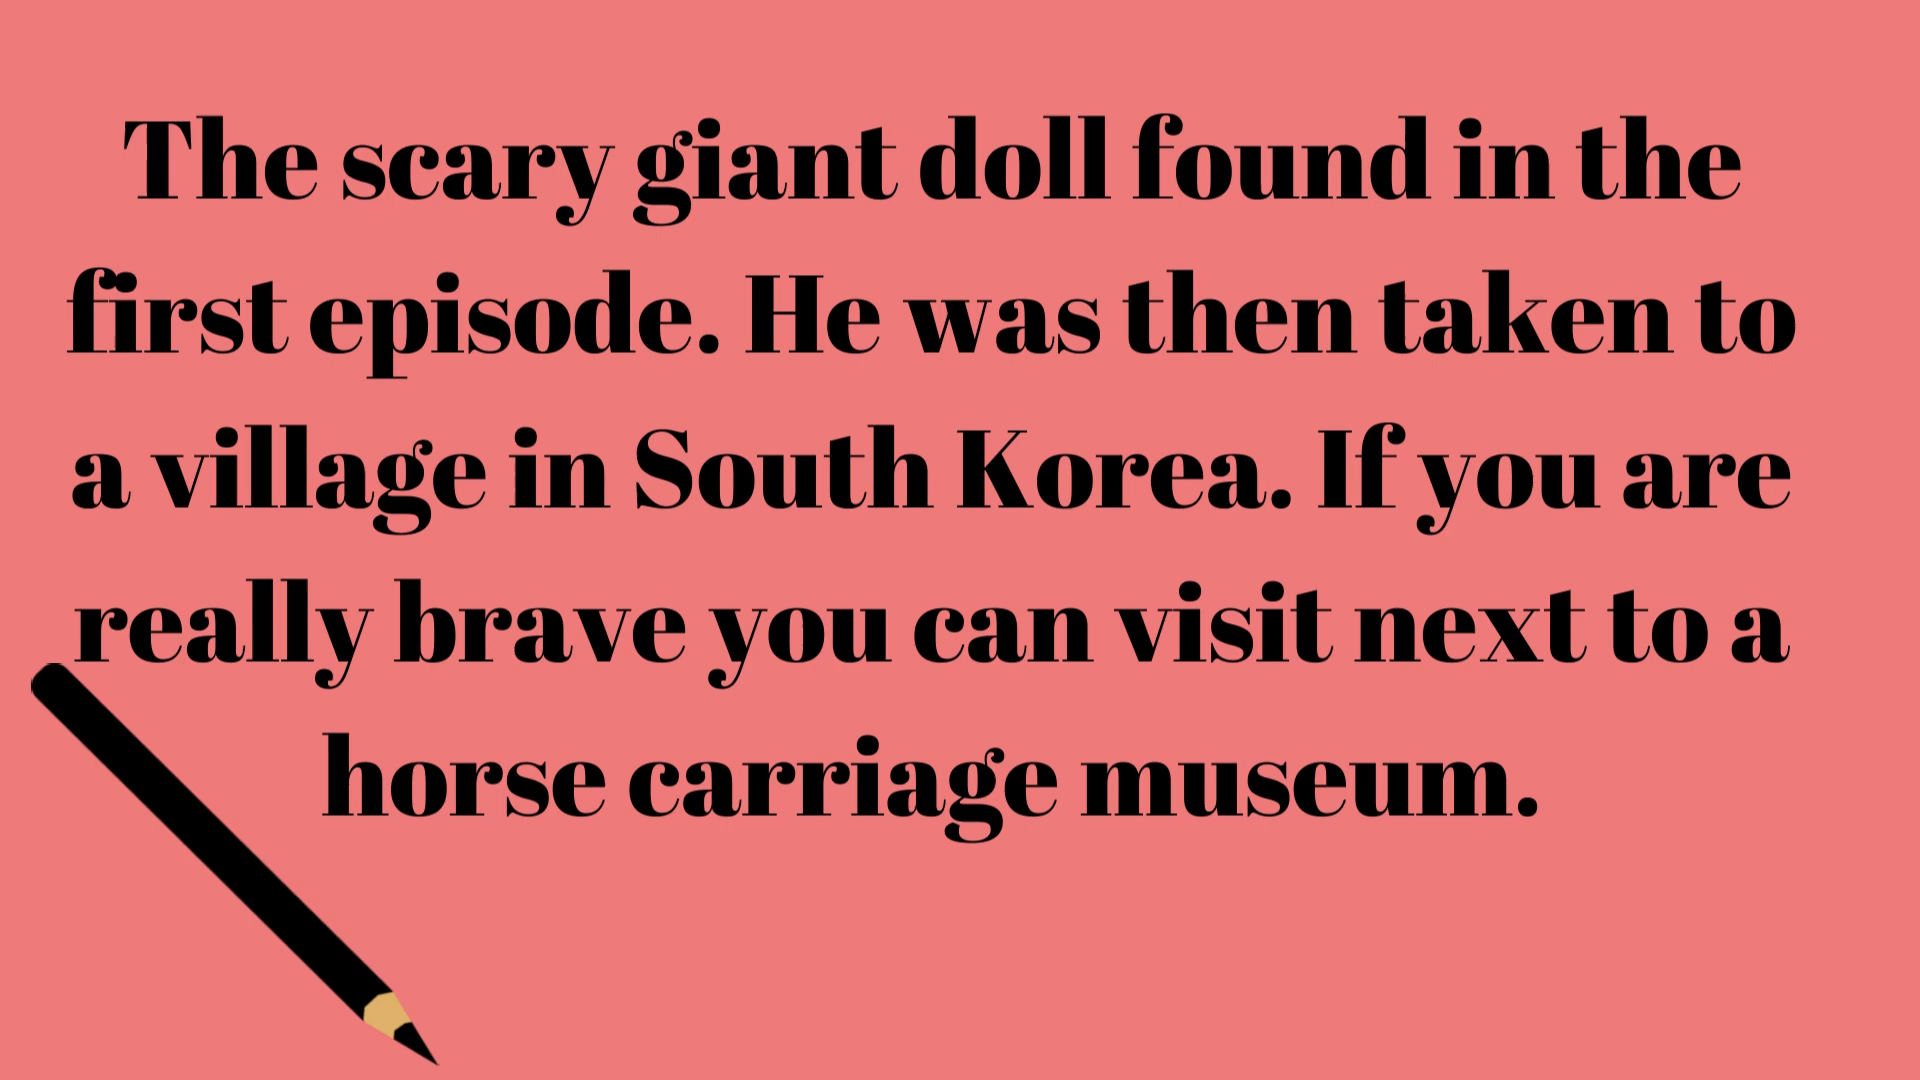 The scary giant doll found in the
first episode. He was then taken to
a village in South Korea. If you are
really brave you can visit next to a
horse carriage museum.